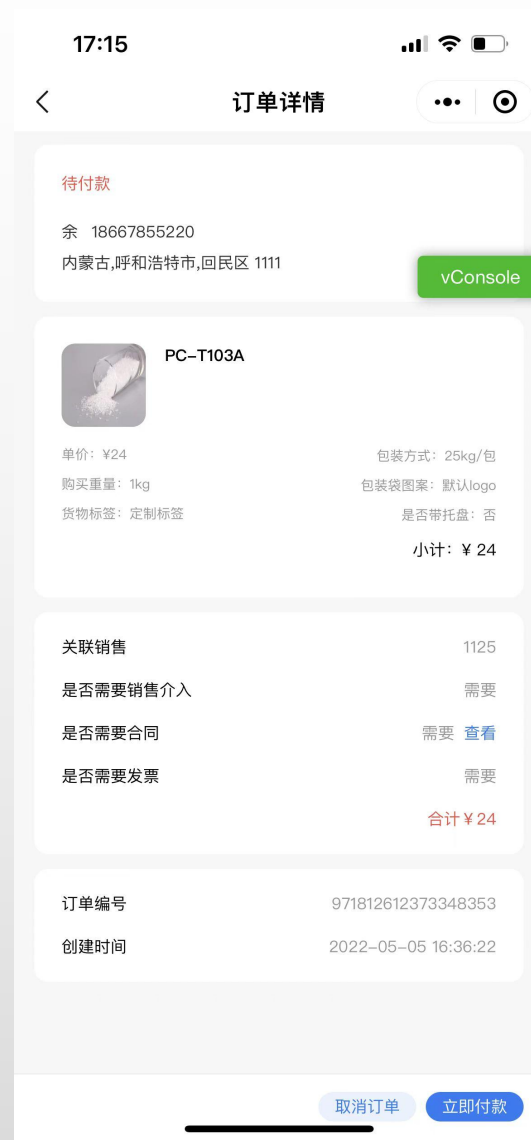 17:15
订单详情
待付款
余 18667855220
内蒙古,呼和浩特市,回民区 1111
vConsole
PC-T103A
单价：¥24
包装方式：25kg/包
购买重量：1kg
包装袋图案：默认logo
货物标签：定制标签
是否带托盘：否
小计：¥ 24
关联销售 1125
是否需要销售介入 需要
是否需要合同 需要 查看
是否需要发票 需要
合计 ¥ 24
订单编号 971812612373348353
创建时间 2022-05-05 16:36:22
取消订单 立即付款